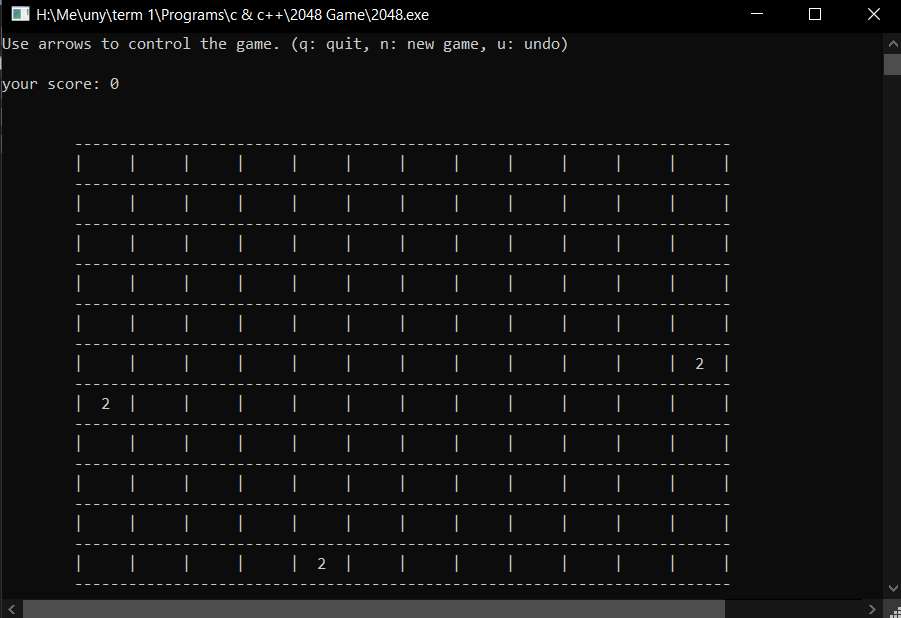 H:\Me\uny\term 1\Programs\c & c++\2048 Game\2048.exe
Use arrows to control the game. (q: quit, n: new game, u: undo)
your score: 0
2
2
2